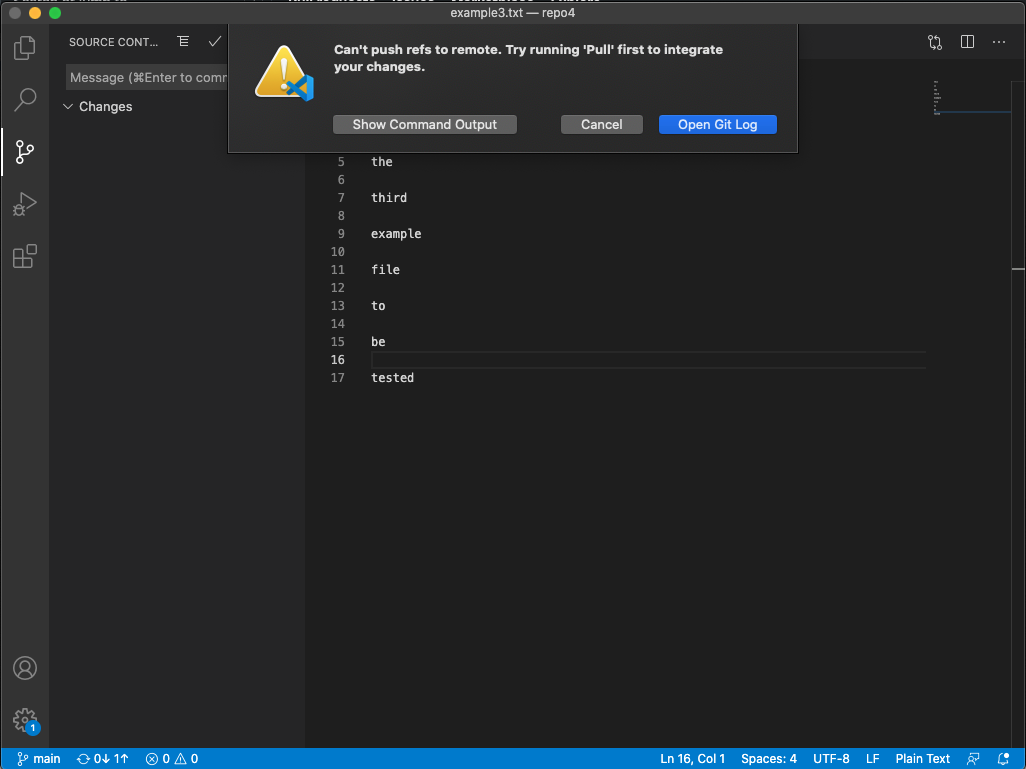 example3.txt — repo4
SOURCE CONT...
Message (⌘Enter to comm
Changes
Can't push refs to remote. Try running 'Pull' first to integrate
your changes.
Show Command Output
Cancel
Open Git Log
5 the
6
7 third
8
9 example
10
11 file
12
13 to
14
15 be
16
17 tested
1
main
0↓ 1↑
0
0
Ln 16, Col 1
Spaces: 4
UTF-8
LF
Plain Text